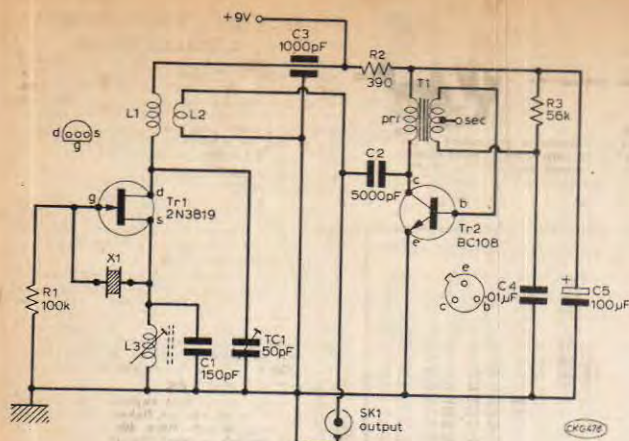 +9V
C3
1000pF
R2
390
T1
L1
L2
pri
sec
R3
56k
d
s
g
C2
5000pF
g
d
Tr1
2N3819
s
c
b
Tr2
BC108
e
X1
R1
100k
e
c
b
C4
·01μF
+
C5
100μF
L3
C1
150pF
TC1
50pF
SK1
output
CKG476